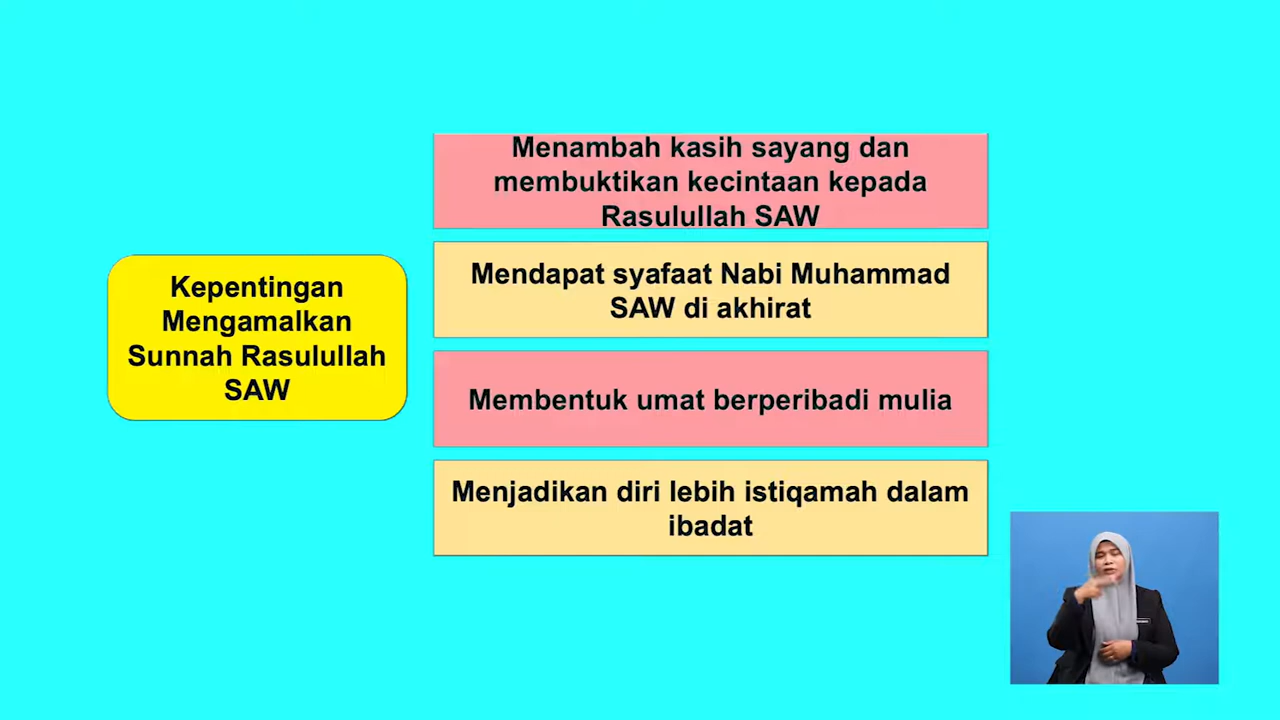 Kepentingan
Mengamalkan
Sunnah Rasulullah
SAW
Menambah kasih sayang dan
membuktikan kecintaan kepada
Rasulullah SAW
Mendapat syafaat Nabi Muhammad
SAW di akhirat
Membentuk umat berperibadi mulia
Menjadikan diri lebih istiqamah dalam
ibadat